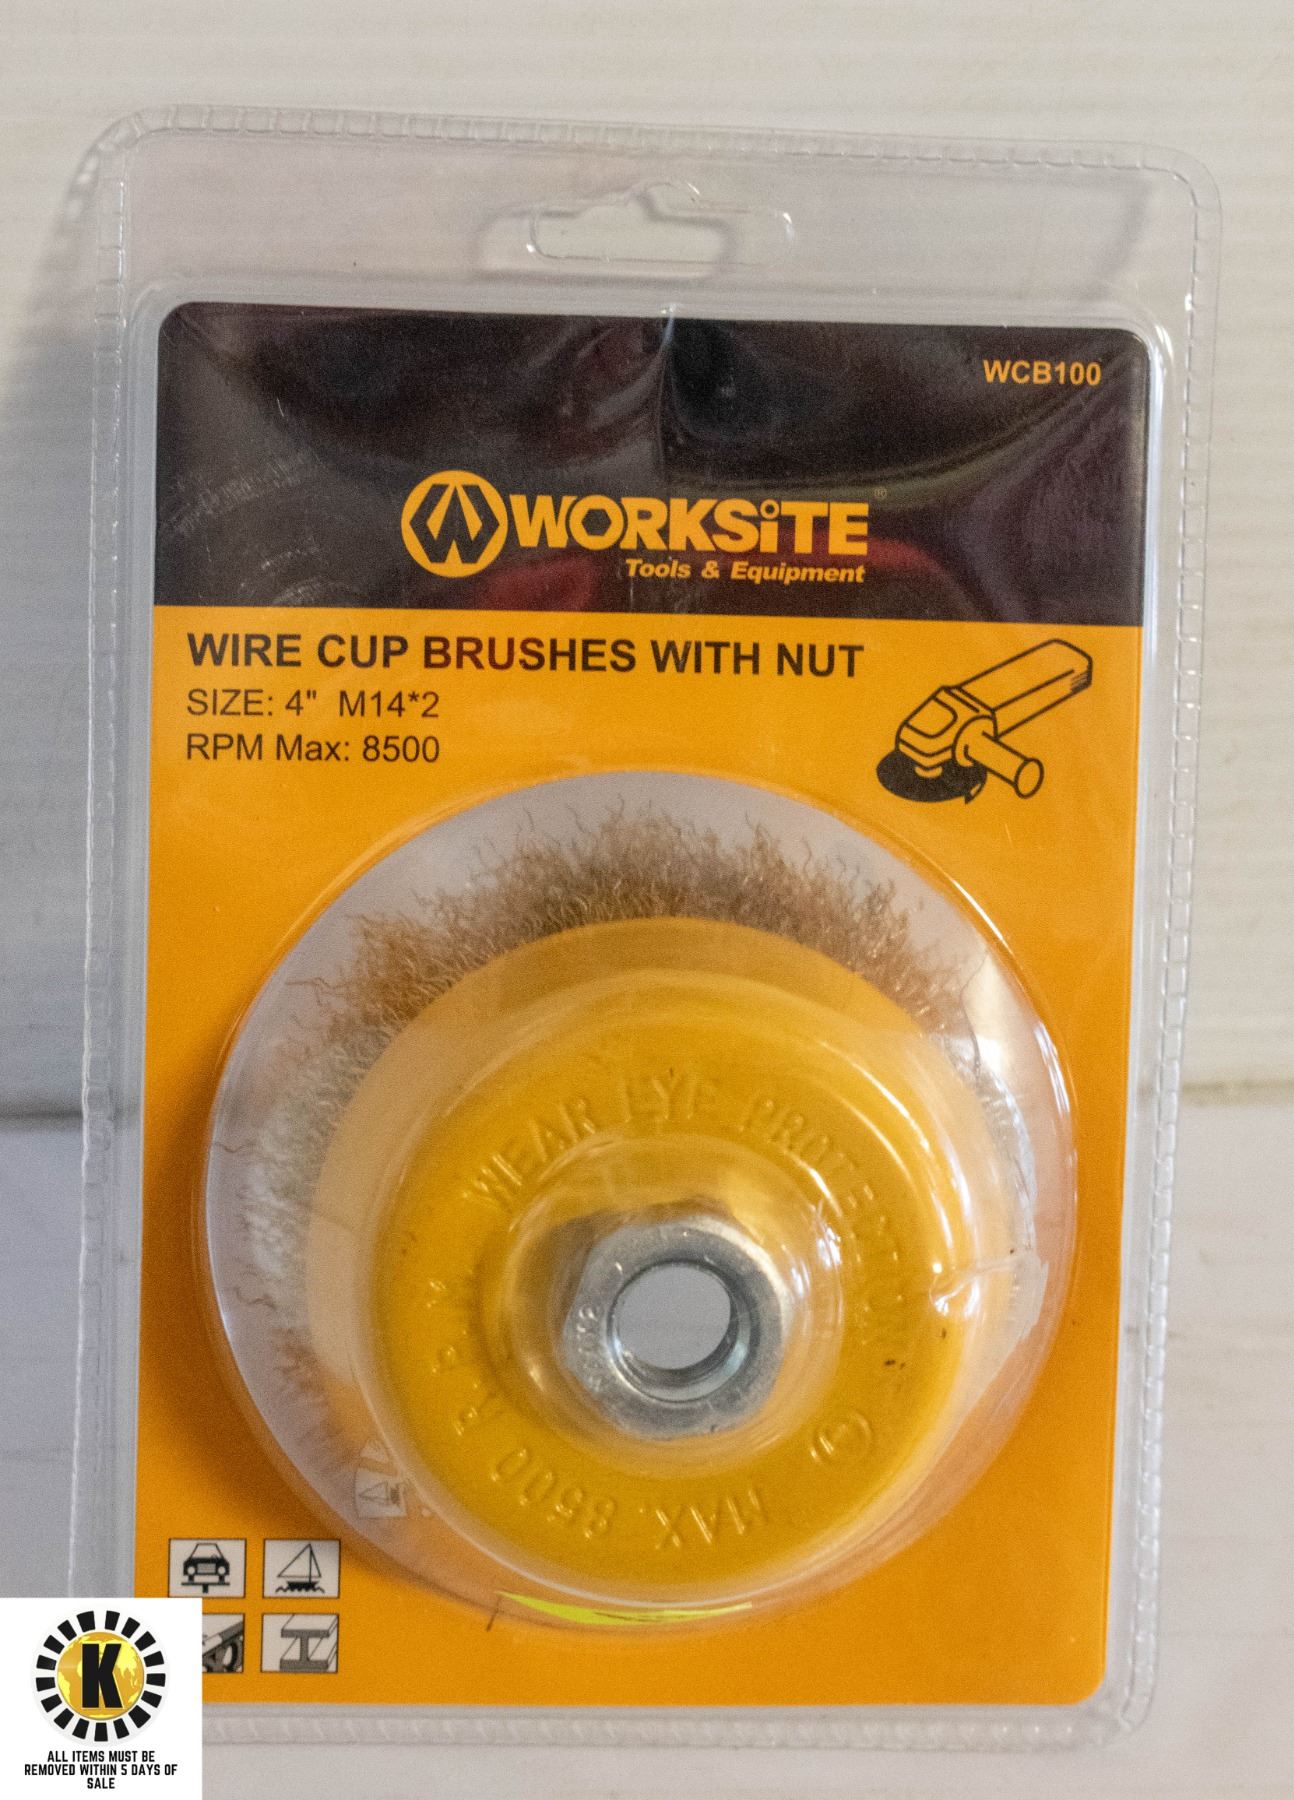 WCB100
WORKSiTE®
Tools & Equipment
WIRE CUP BRUSHES WITH NUT
SIZE: 4" M14*2
RPM Max: 8500
WEAR EYE PROTECTION
MAX. 8500 R.P.M
K
ALL ITEMS MUST BE
REMOVED WITHIN 5 DAYS OF
SALE